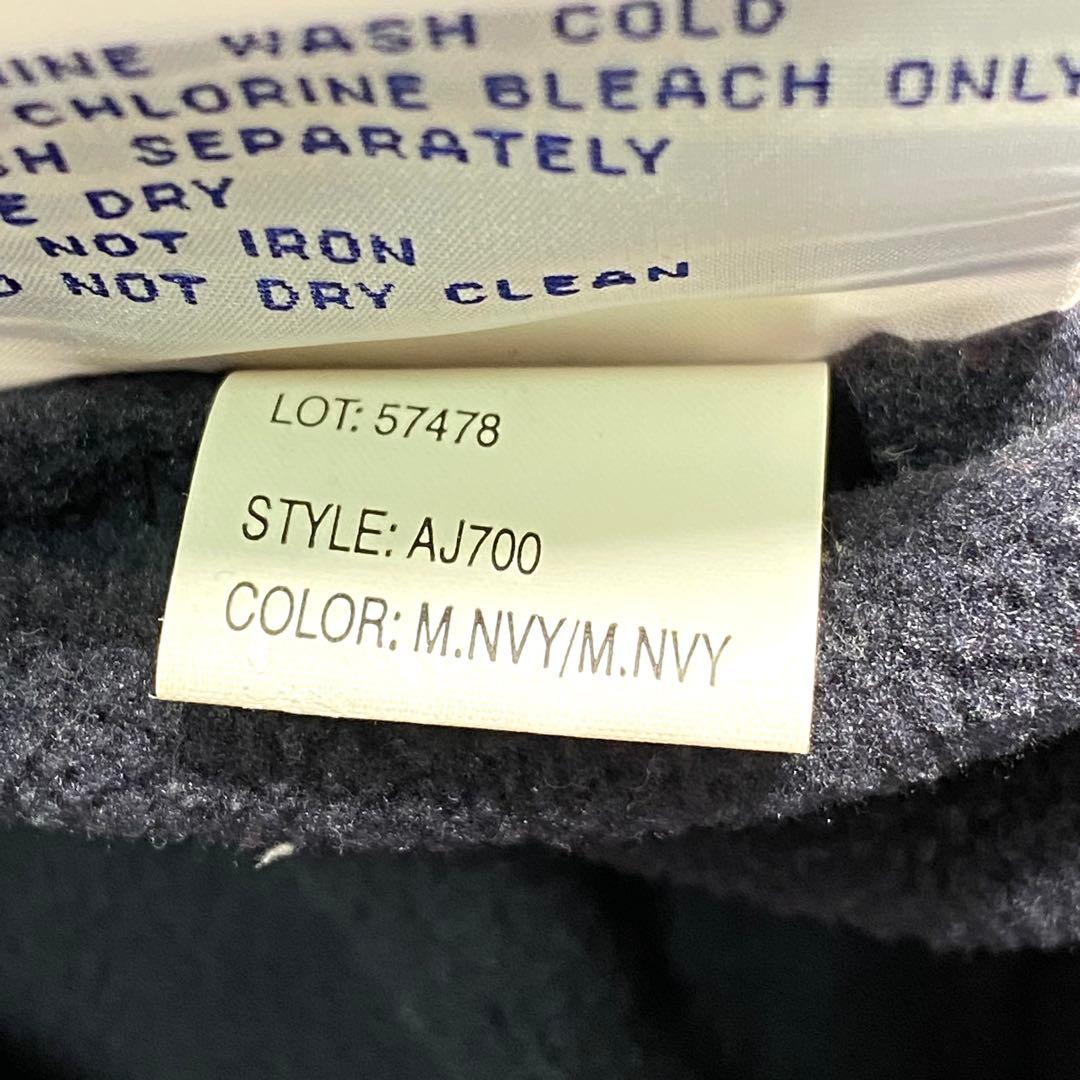 WASH COLD
CHLORINE BLEACH ONLY
SEPARATELY
DRY
NOT IRON
NOT DRY CLEAN
LOT: 57478
STYLE: AJ700
COLOR: M.NVY/M.NVY